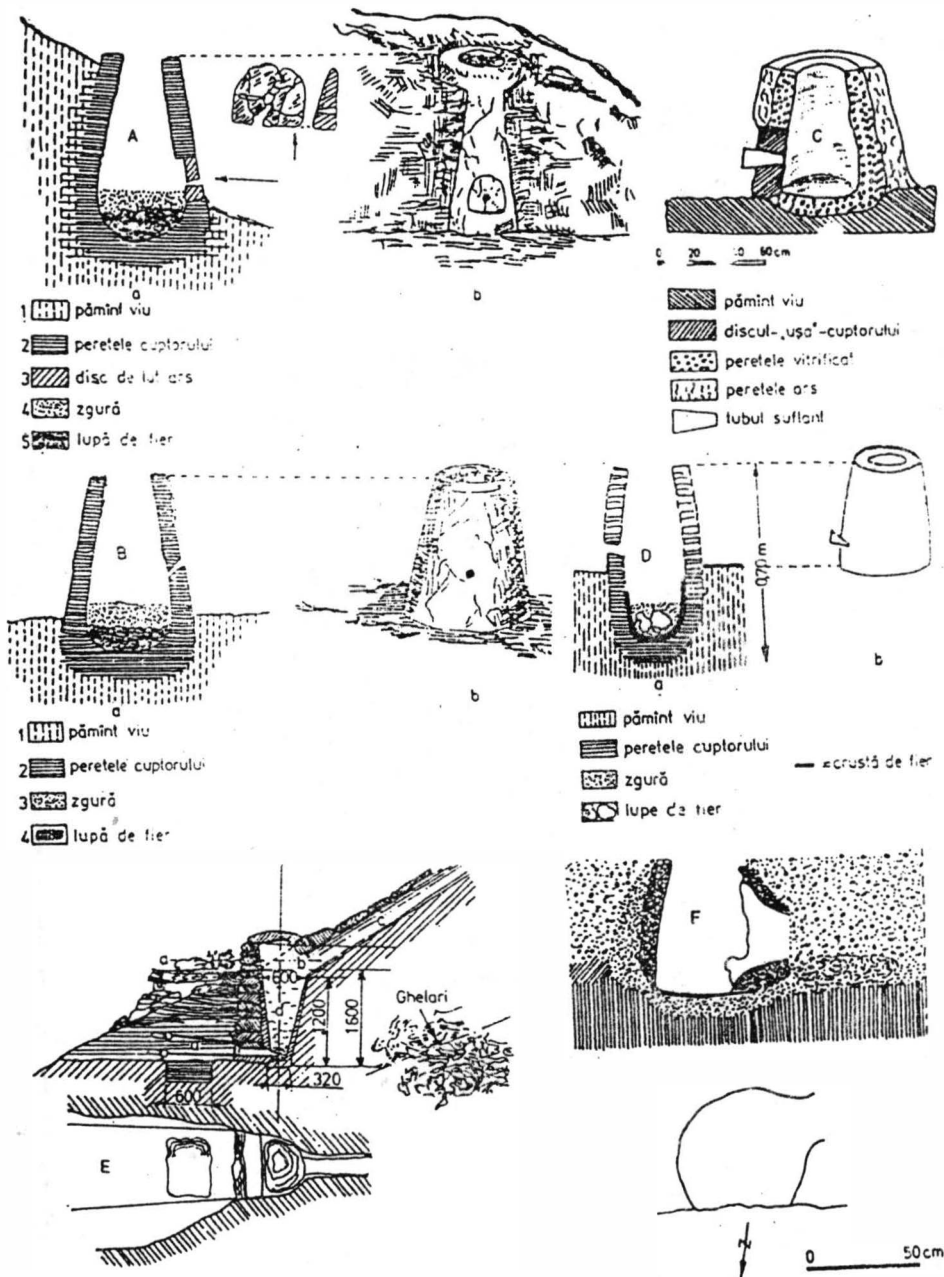 A
C
0 20 60cm
a
b
1 pămînt viu
2 peretele cuptorului
3 disc de lut ars
4 zgură
5 lupă de fier
pămînt viu
discul-„ușa”-cuptorului
peretele vitrificat
peretele ars
tubul suflant
B
D
0,70 m
a
b
a
b
1 pămînt viu
2 peretele cuptorului
3 zgură
4 lupă de fier
pămînt viu
peretele cuptorului
zgură
lupe de fier
= crustă de fier
a
b
600
d
1200
1600
Ghelari
320
600
E
F
N
0 50cm